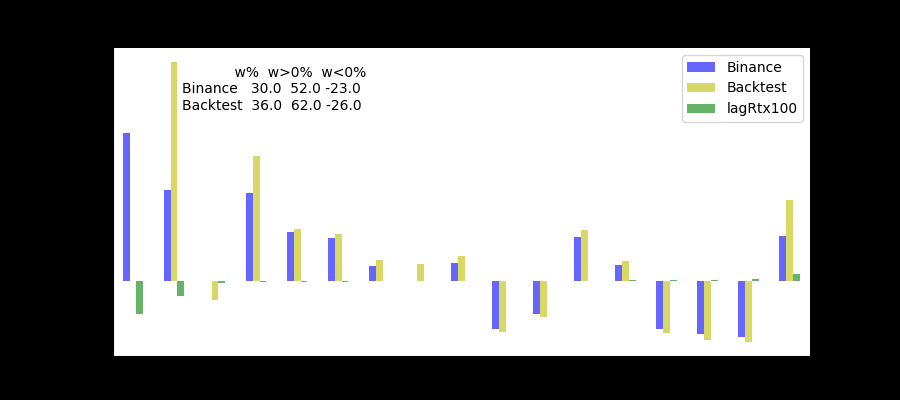 w% w>0% w<0%
Binance 30.0 52.0 -23.0
Backtest 36.0 62.0 -26.0
Binance
Backtest
lagRtx100